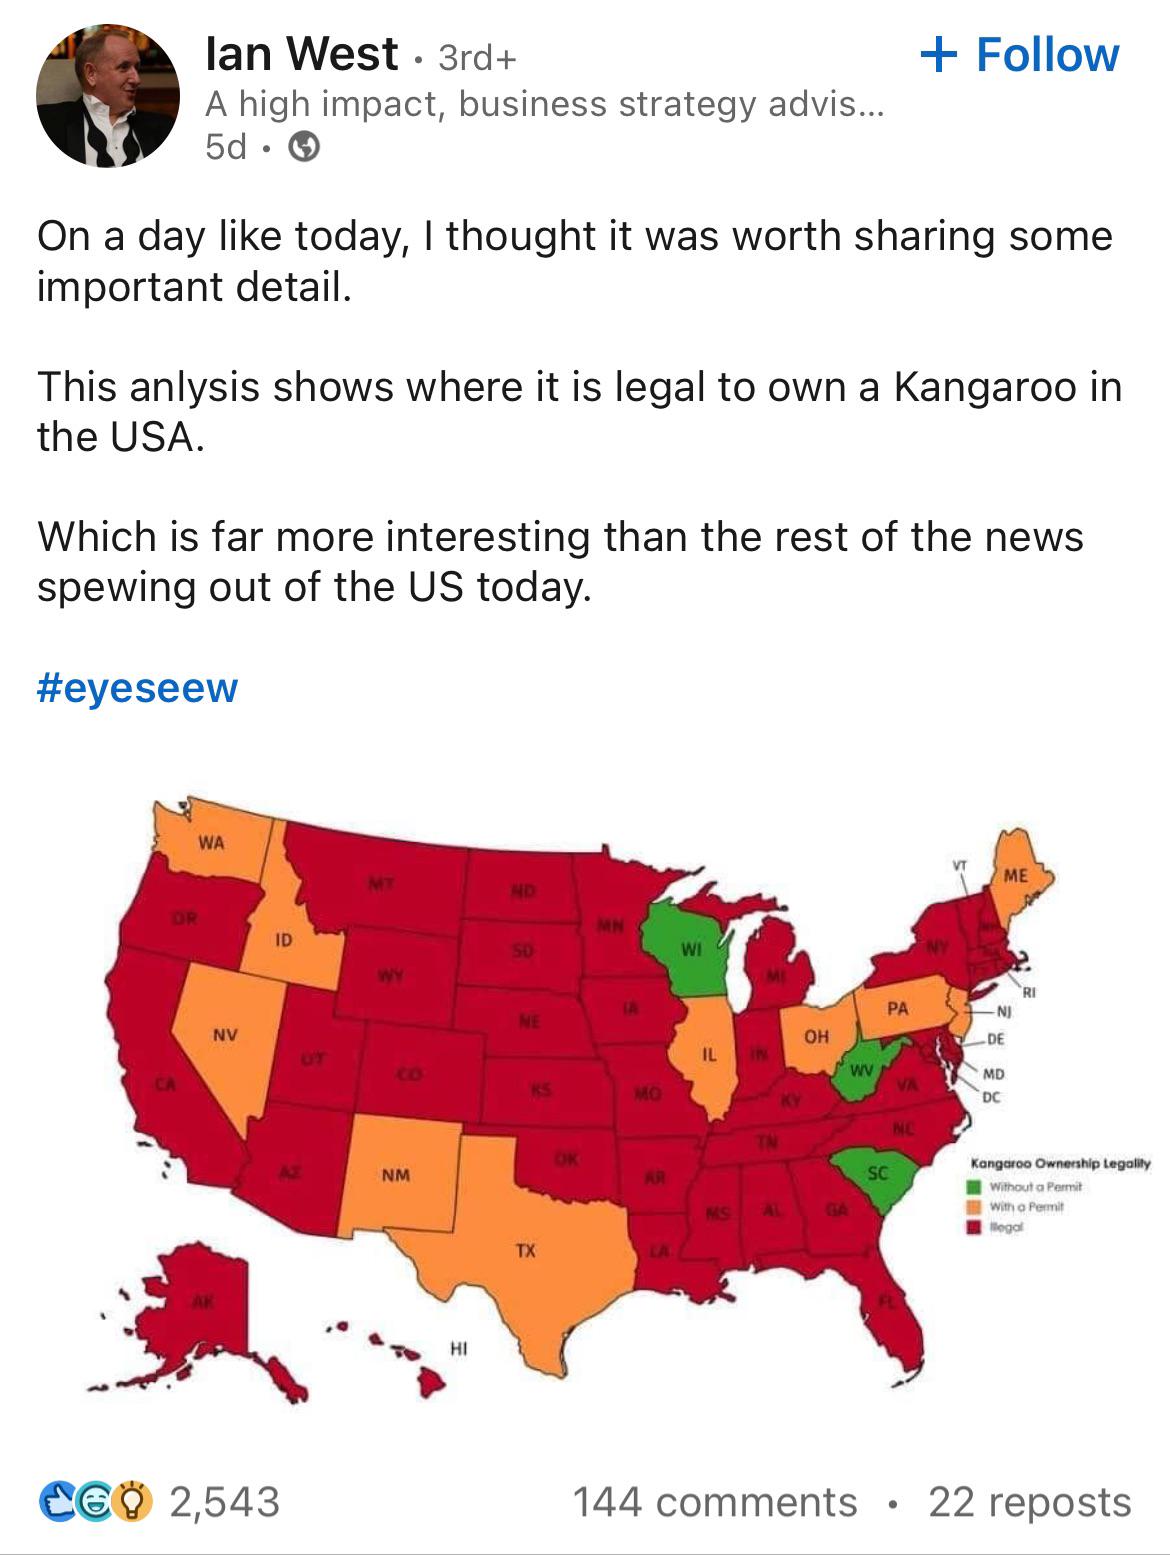 Ian West · 3rd+
+ Follow
A high impact, business strategy advis...
5d ·
On a day like today, I thought it was worth sharing some
important detail.
This anlysis shows where it is legal to own a Kangaroo in
the USA.
Which is far more interesting than the rest of the news
spewing out of the US today.
#eyeseew
WA
MT
ND
MN
VT
ME
OR
ID
SD
WI
NY
NH
WY
MI
RI
NV
NE
IA
PA
NJ
UT
CO
IL
IN
OH
DE
CA
KS
MO
WV
VA
MD
KY
DC
NC
AZ
NM
OK
AR
TN
SC
Kangaroo Ownership Legality
Without a Permit
With a Permit
Illegal
MS
AL
GA
TX
LA
AK
FL
HI
2,543
144 comments · 22 reposts